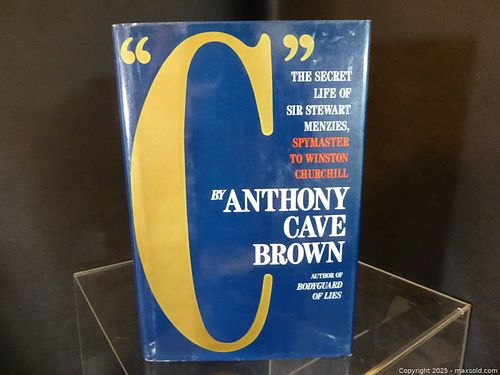 “C”
THE SECRET
LIFE OF
SIR STEWART
MENZIES,
SPYMASTER
TO WINSTON
CHURCHILL
BY ANTHONY
CAVE
BROWN
AUTHOR OF
BODYGUARD
OF LIES
Copyright 2025 - maxsold.com